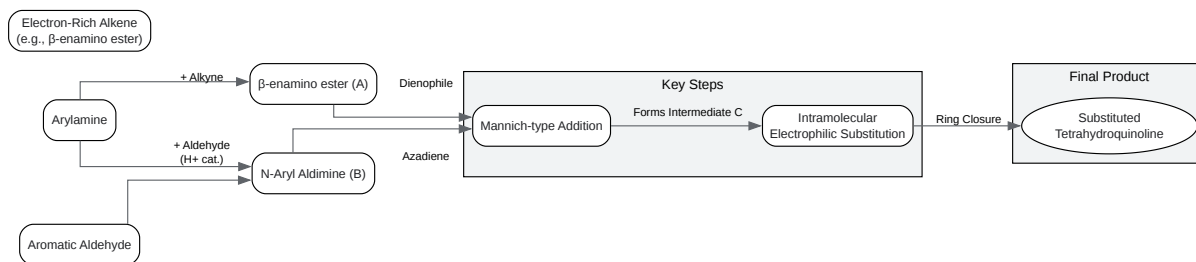 Electron-Rich Alkene
(e.g., β-enamino ester)
+ Alkyne
β-enamino ester (A)
Dienophile
Key Steps
Final Product
Arylamine
Mannich-type Addition
Forms Intermediate C
Intramolecular
Electrophilic Substitution
Ring Closure
Substituted
Tetrahydroquinoline
+ Aldehyde
(H+ cat.)
N-Aryl Aldimine (B)
Azadiene
Aromatic Aldehyde